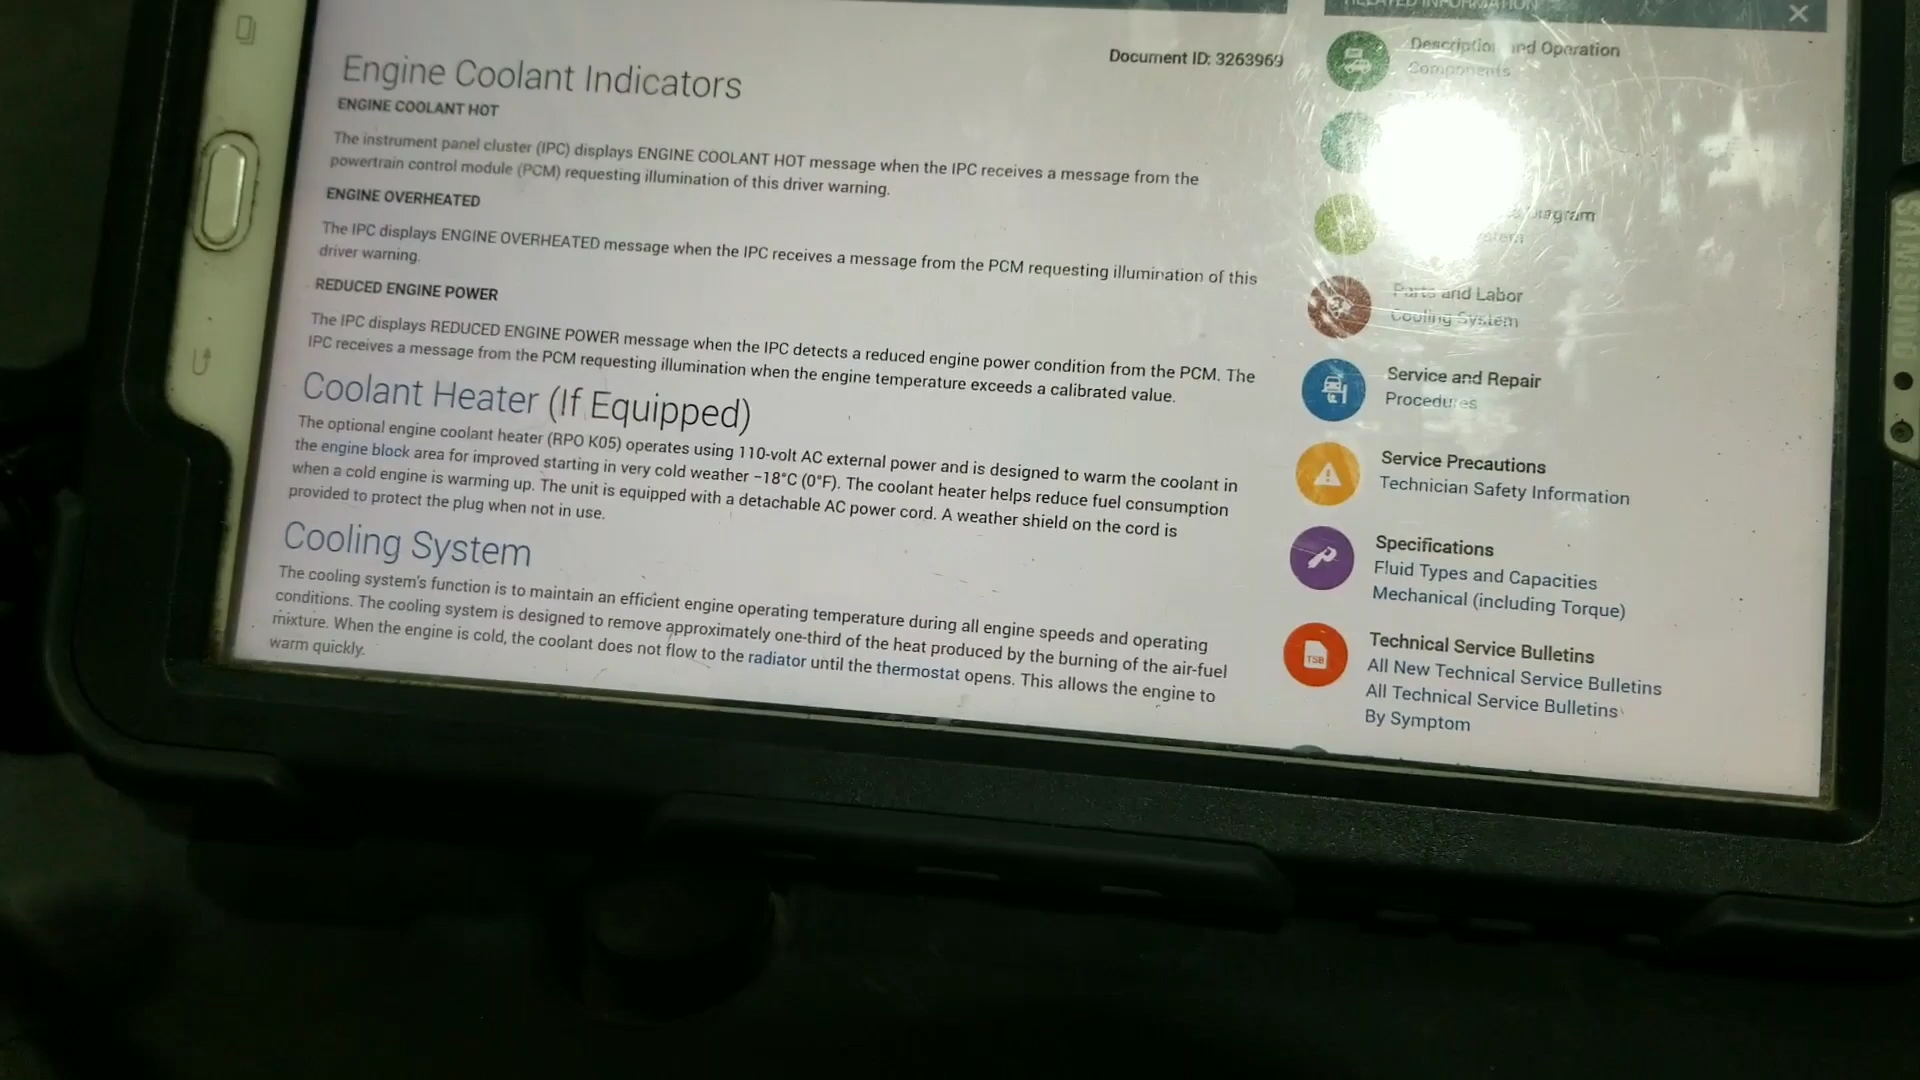 RELATED INFORMATION
Document ID: 3263969
Engine Coolant Indicators
ENGINE COOLANT HOT
The instrument panel cluster (IPC) displays ENGINE COOLANT HOT message when the IPC receives a message from the
powertrain control module (PCM) requesting illumination of this driver warning.
ENGINE OVERHEATED
The IPC displays ENGINE OVERHEATED message when the IPC receives a message from the PCM requesting illumination of this
driver warning.
REDUCED ENGINE POWER
The IPC displays REDUCED ENGINE POWER message when the IPC detects a reduced engine power condition from the PCM. The
IPC receives a message from the PCM requesting illumination when the engine temperature exceeds a calibrated value.
Coolant Heater (If Equipped)
The optional engine coolant heater (RPO K05) operates using 110-volt AC external power and is designed to warm the coolant in
the engine block area for improved starting in very cold weather −18°C (0°F). The coolant heater helps reduce fuel consumption
when a cold engine is warming up. The unit is equipped with a detachable AC power cord. A weather shield on the cord is
provided to protect the plug when not in use.
Cooling System
The cooling system's function is to maintain an efficient engine operating temperature during all engine speeds and operating
conditions. The cooling system is designed to remove approximately one-third of the heat produced by the burning of the air-fuel
mixture. When the engine is cold, the coolant does not flow to the radiator until the thermostat opens. This allows the engine to
warm quickly.
Description and Operation
Components
Diagram
Parts and Labor
Cooling System
Service and Repair
Procedures
Service Precautions
Technician Safety Information
Specifications
Fluid Types and Capacities
Mechanical (including Torque)
TSB
Technical Service Bulletins
All New Technical Service Bulletins
All Technical Service Bulletins
By Symptom
SAMSUNG